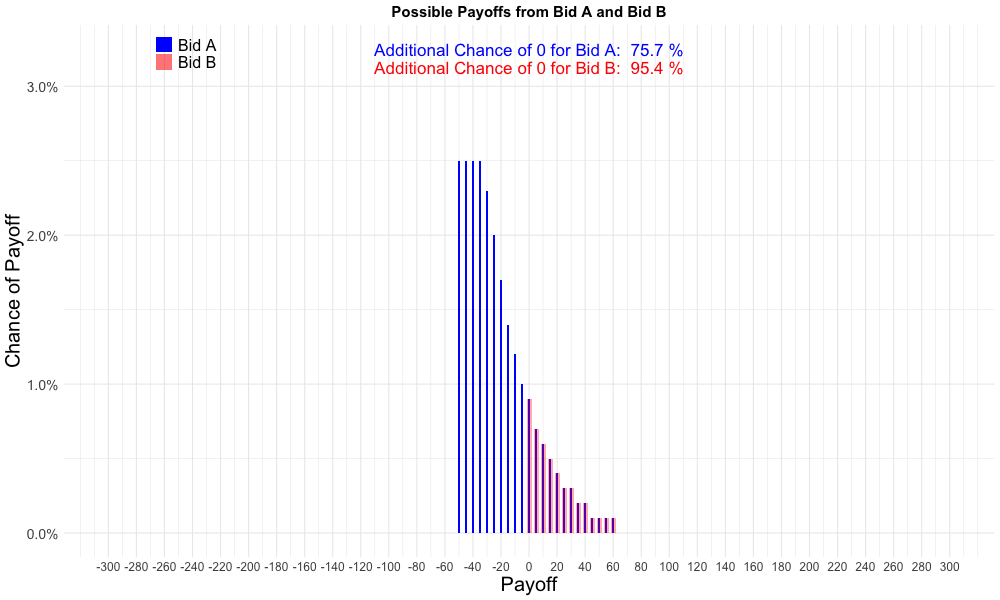 Possible Payoffs from Bid A and Bid B
Bid A
Bid B
Additional Chance of 0 for Bid A:  75.7 %
Additional Chance of 0 for Bid B:  95.4 %
Chance of Payoff
3.0%
2.0%
1.0%
0.0%
-300 -280 -260 -240 -220 -200 -180 -160 -140 -120 -100 -80 -60 -40 -20 0 20 40 60 80 100 120 140 160 180 200 220 240 260 280 300
Payoff